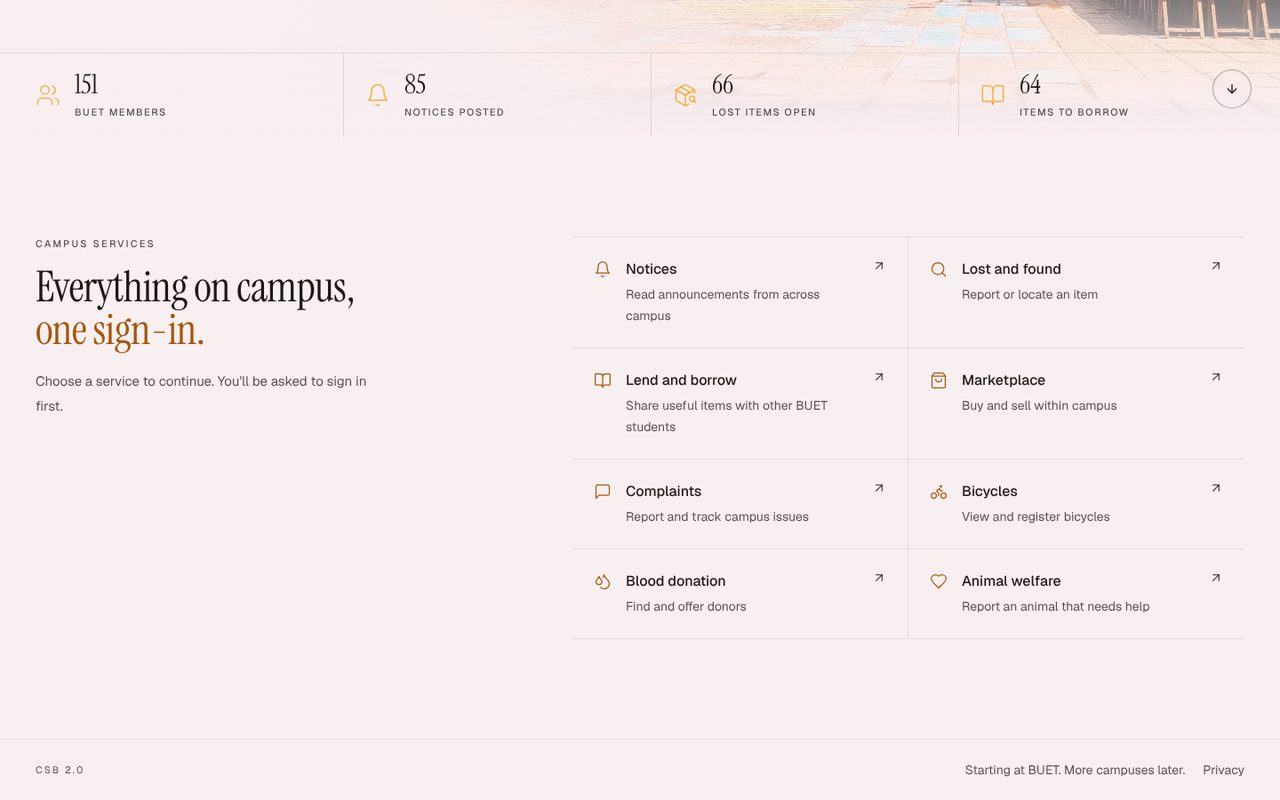 151
BUET MEMBERS
85
NOTICES POSTED
66
LOST ITEMS OPEN
64
ITEMS TO BORROW
CAMPUS SERVICES
Everything on campus,
one sign-in.
Choose a service to continue. You'll be asked to sign in
first.
Notices
Read announcements from across
campus
Lost and found
Report or locate an item
Lend and borrow
Share useful items with other BUET
students
Marketplace
Buy and sell within campus
Complaints
Report and track campus issues
Bicycles
View and register bicycles
Blood donation
Find and offer donors
Animal welfare
Report an animal that needs help
CSB 2.0
Starting at BUET. More campuses later.
Privacy